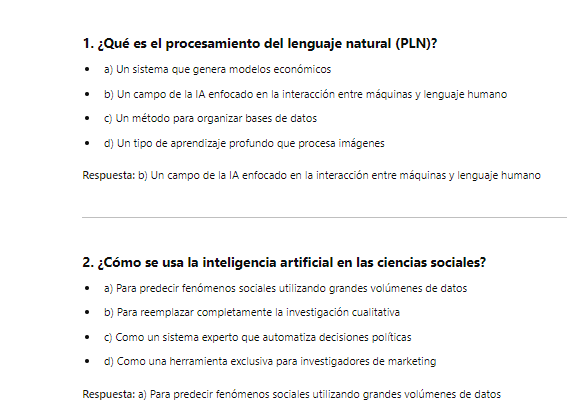 1. ¿Qué es el procesamiento del lenguaje natural (PLN)?
• a) Un sistema que genera modelos económicos
• b) Un campo de la IA enfocado en la interacción entre máquinas y lenguaje humano
• c) Un método para organizar bases de datos
• d) Un tipo de aprendizaje profundo que procesa imágenes
Respuesta: b) Un campo de la IA enfocado en la interacción entre máquinas y lenguaje humano
2. ¿Cómo se usa la inteligencia artificial en las ciencias sociales?
• a) Para predecir fenómenos sociales utilizando grandes volúmenes de datos
• b) Para reemplazar completamente la investigación cualitativa
• c) Como un sistema experto que automatiza decisiones políticas
• d) Como una herramienta exclusiva para investigadores de marketing
Respuesta: a) Para predecir fenómenos sociales utilizando grandes volúmenes de datos